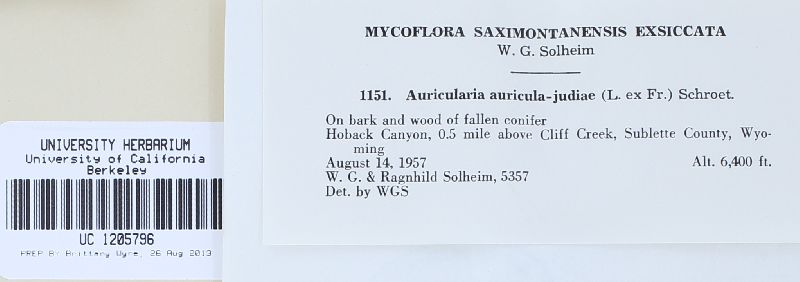 MYCOFLORA SAXIMONTANENSIS EXSICCATA
W. G. Solheim
1151. Auricularia auricula-judiae (L. ex Fr.) Schroet.
On bark and wood of fallen conifer
Hoback Canyon, 0.5 mile above Cliff Creek, Sublette County, Wyo-
ming
August 14, 1957 Alt. 6,400 ft.
W. G. & Ragnhild Solheim, 5357
Det. by WGS
UNIVERSITY HERBARIUM
University of California
Berkeley
UC 1205796
PREP BY Brittany Uyre, 26 Aug 2013